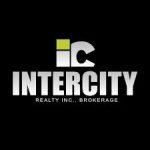 ic
INTERCITY
REALTY INC., BROKERAGE